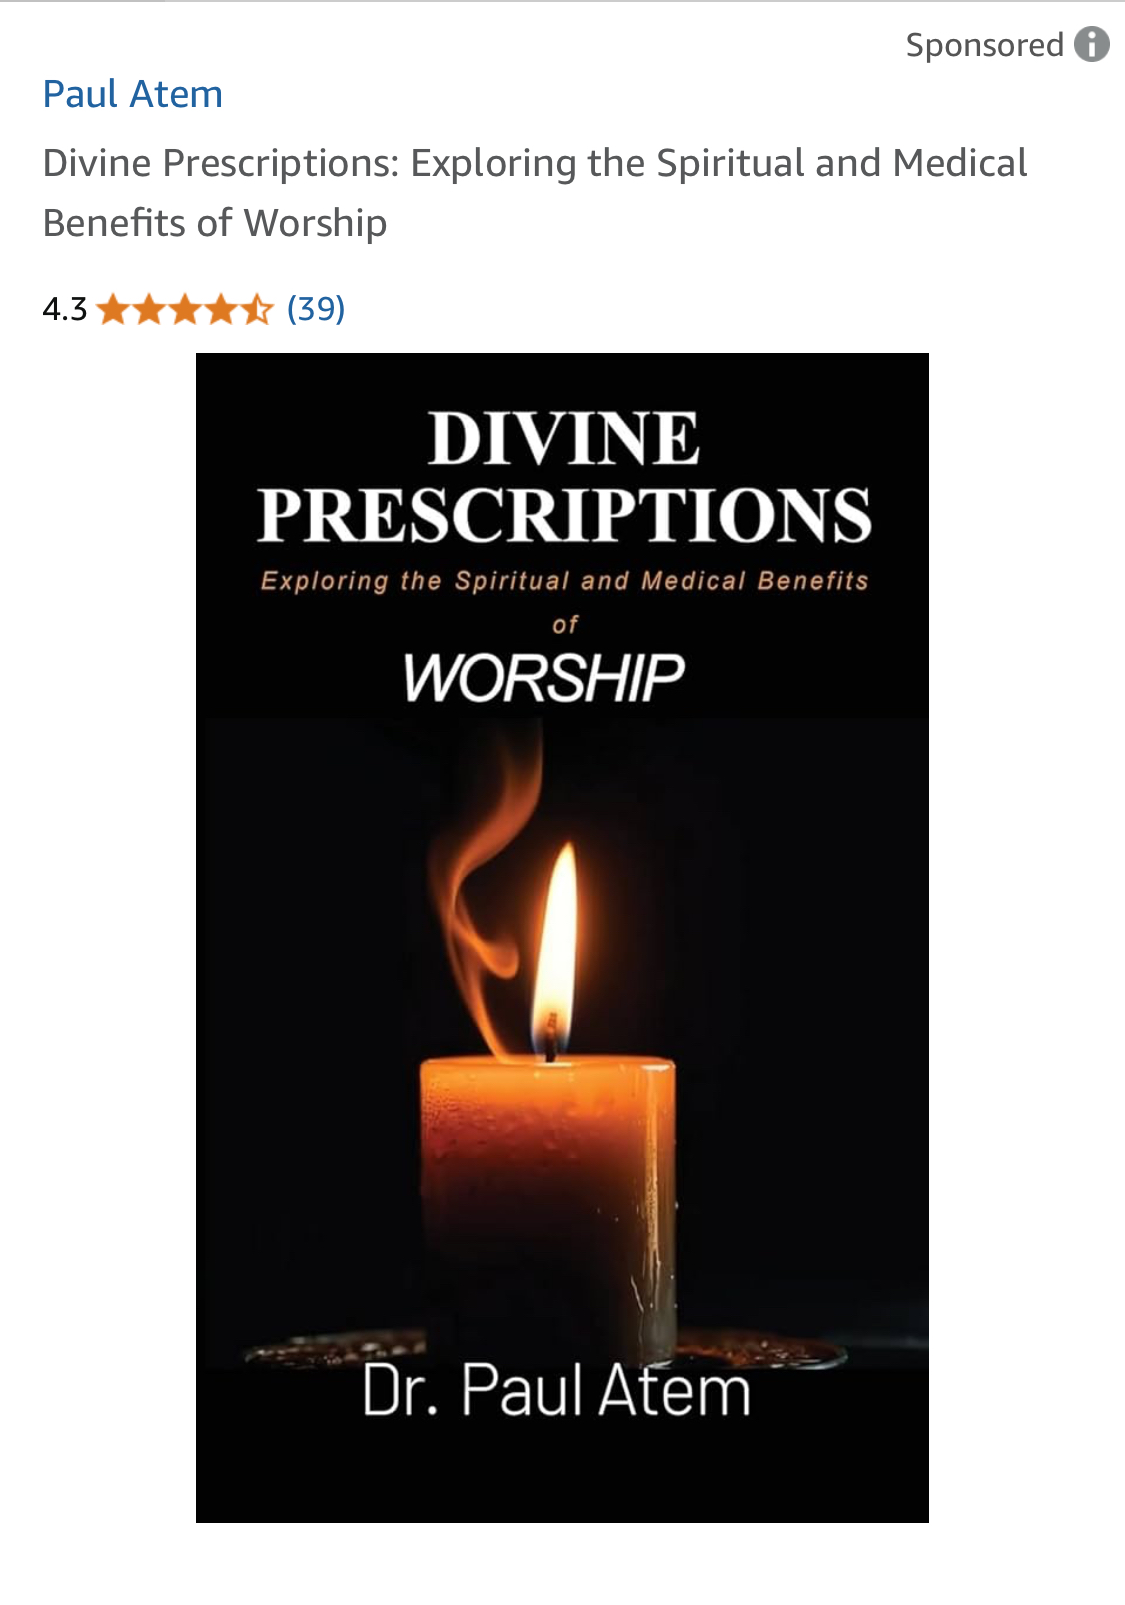 Sponsored
Paul Atem
Divine Prescriptions: Exploring the Spiritual and Medical
Benefits of Worship
4.3 (39)
DIVINE
PRESCRIPTIONS
Exploring the Spiritual and Medical Benefits
of
WORSHIP
Dr. Paul Atem